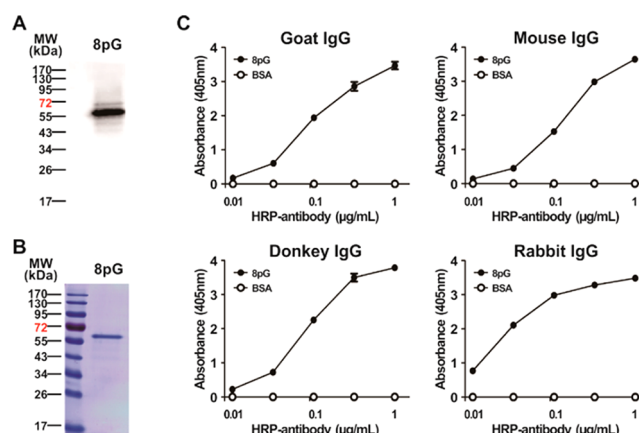 A
MW
(kDa)
8pG
170
130
95
72
55
43
34
26
17
B
MW
(kDa)
8pG
170
130
95
72
55
43
34
26
17
C
Goat IgG
8pG
BSA
Absorbance (405nm)
4
3
2
1
0
0.01 0.1 1
HRP-antibody (μg/mL)
Mouse IgG
8pG
BSA
Absorbance (405nm)
4
3
2
1
0
0.01 0.1 1
HRP-antibody (μg/mL)
Donkey IgG
8pG
BSA
Absorbance (405nm)
4
3
2
1
0
0.01 0.1 1
HRP-antibody (μg/mL)
Rabbit IgG
8pG
BSA
Absorbance (405nm)
4
3
2
1
0
0.01 0.1 1
HRP-antibody (μg/mL)